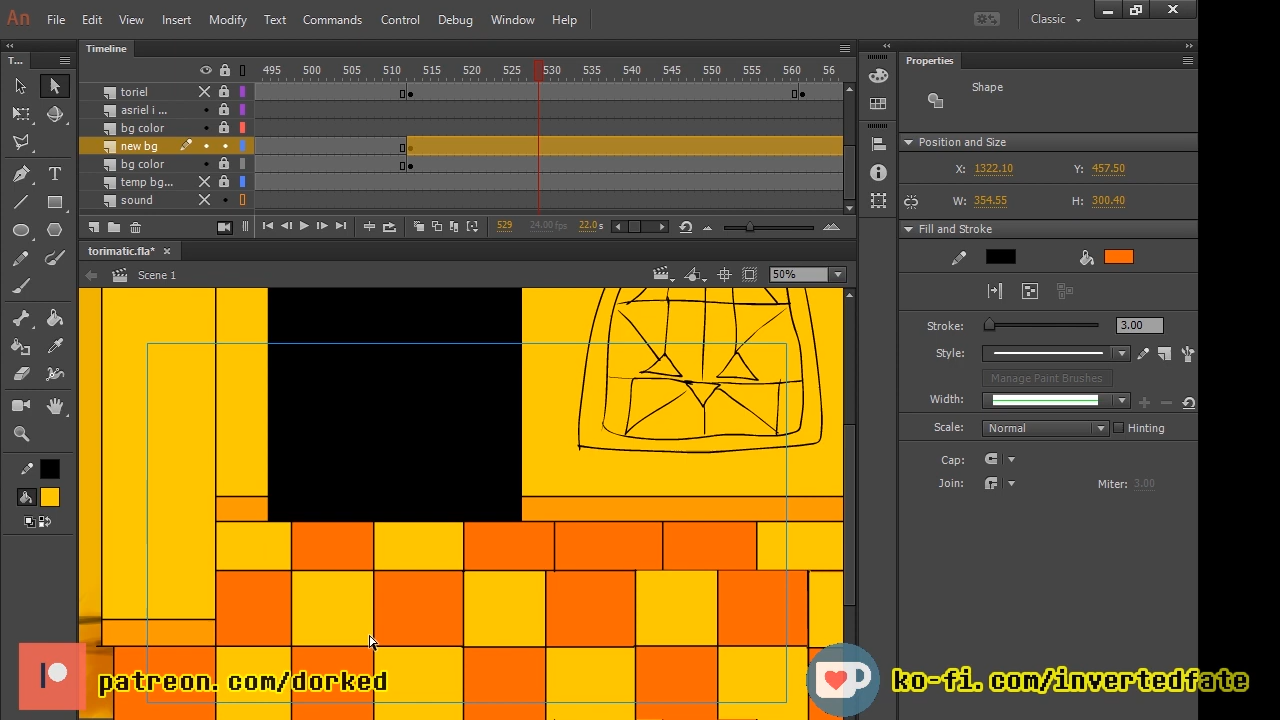 An File Edit View Insert Modify Text Commands Control Debug Window Help Classic
Timeline
T...
Properties
495 500 505 510 515 520 525 530 535 540 545 550 555 560 56
Shape
toriel
asriel i ...
bg color
new bg
bg color
temp bg...
sound
Position and Size
X: 1322.10 Y: 457.50
W: 354.55 H: 300.40
529 24.00 fps 22.0 s
Fill and Stroke
torimatic.fla*
Scene 1
50%
Stroke: 3.00
Style:
Manage Paint Brushes
Width:
Scale: Normal Hinting
Cap:
Join: Miter: 3.00
patreon.com/dorked
ko-fi.com/invertedfate